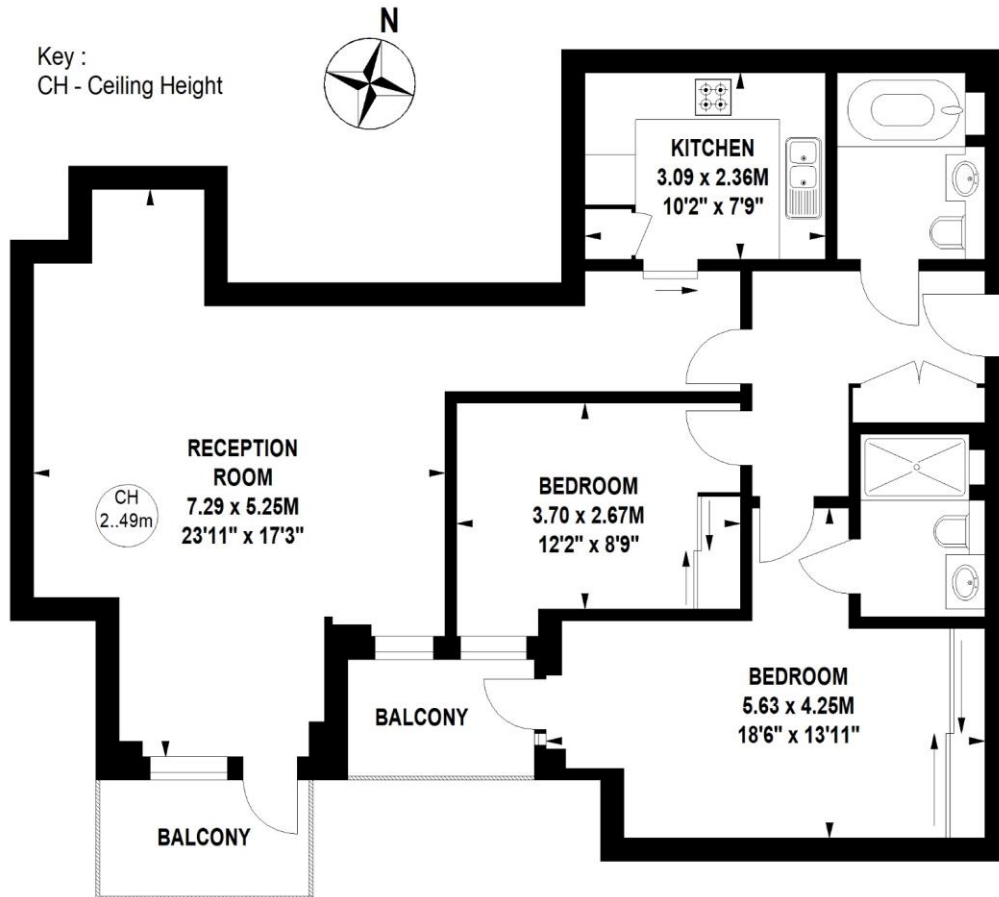 N
Key :
CH - Ceiling Height
KITCHEN
3.09 x 2.36M
10'2" x 7'9"
RECEPTION
ROOM
7.29 x 5.25M
23'11" x 17'3"
CH
2..49m
BEDROOM
3.70 x 2.67M
12'2" x 8'9"
BEDROOM
5.63 x 4.25M
18'6" x 13'11"
BALCONY
BALCONY